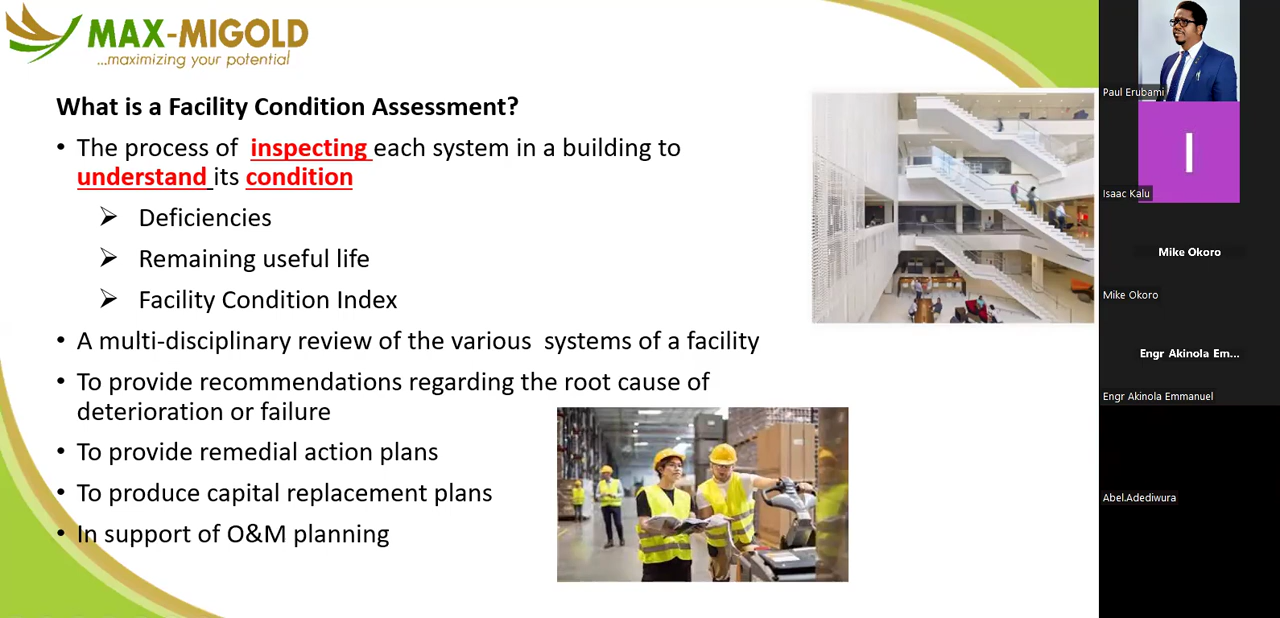 MAX-MIGOLD
...maximizing your potential
What is a Facility Condition Assessment?
• The process of inspecting each system in a building to
understand its condition
➢ Deficiencies
➢ Remaining useful life
➢ Facility Condition Index
• A multi-disciplinary review of the various systems of a facility
• To provide recommendations regarding the root cause of
deterioration or failure
• To provide remedial action plans
• To produce capital replacement plans
• In support of O&M planning
Paul Erubami
I
Isaac Kalu
Mike Okoro
Mike Okoro
Engr Akinola Em...
Engr Akinola Emmanuel
Abel.Adediwura